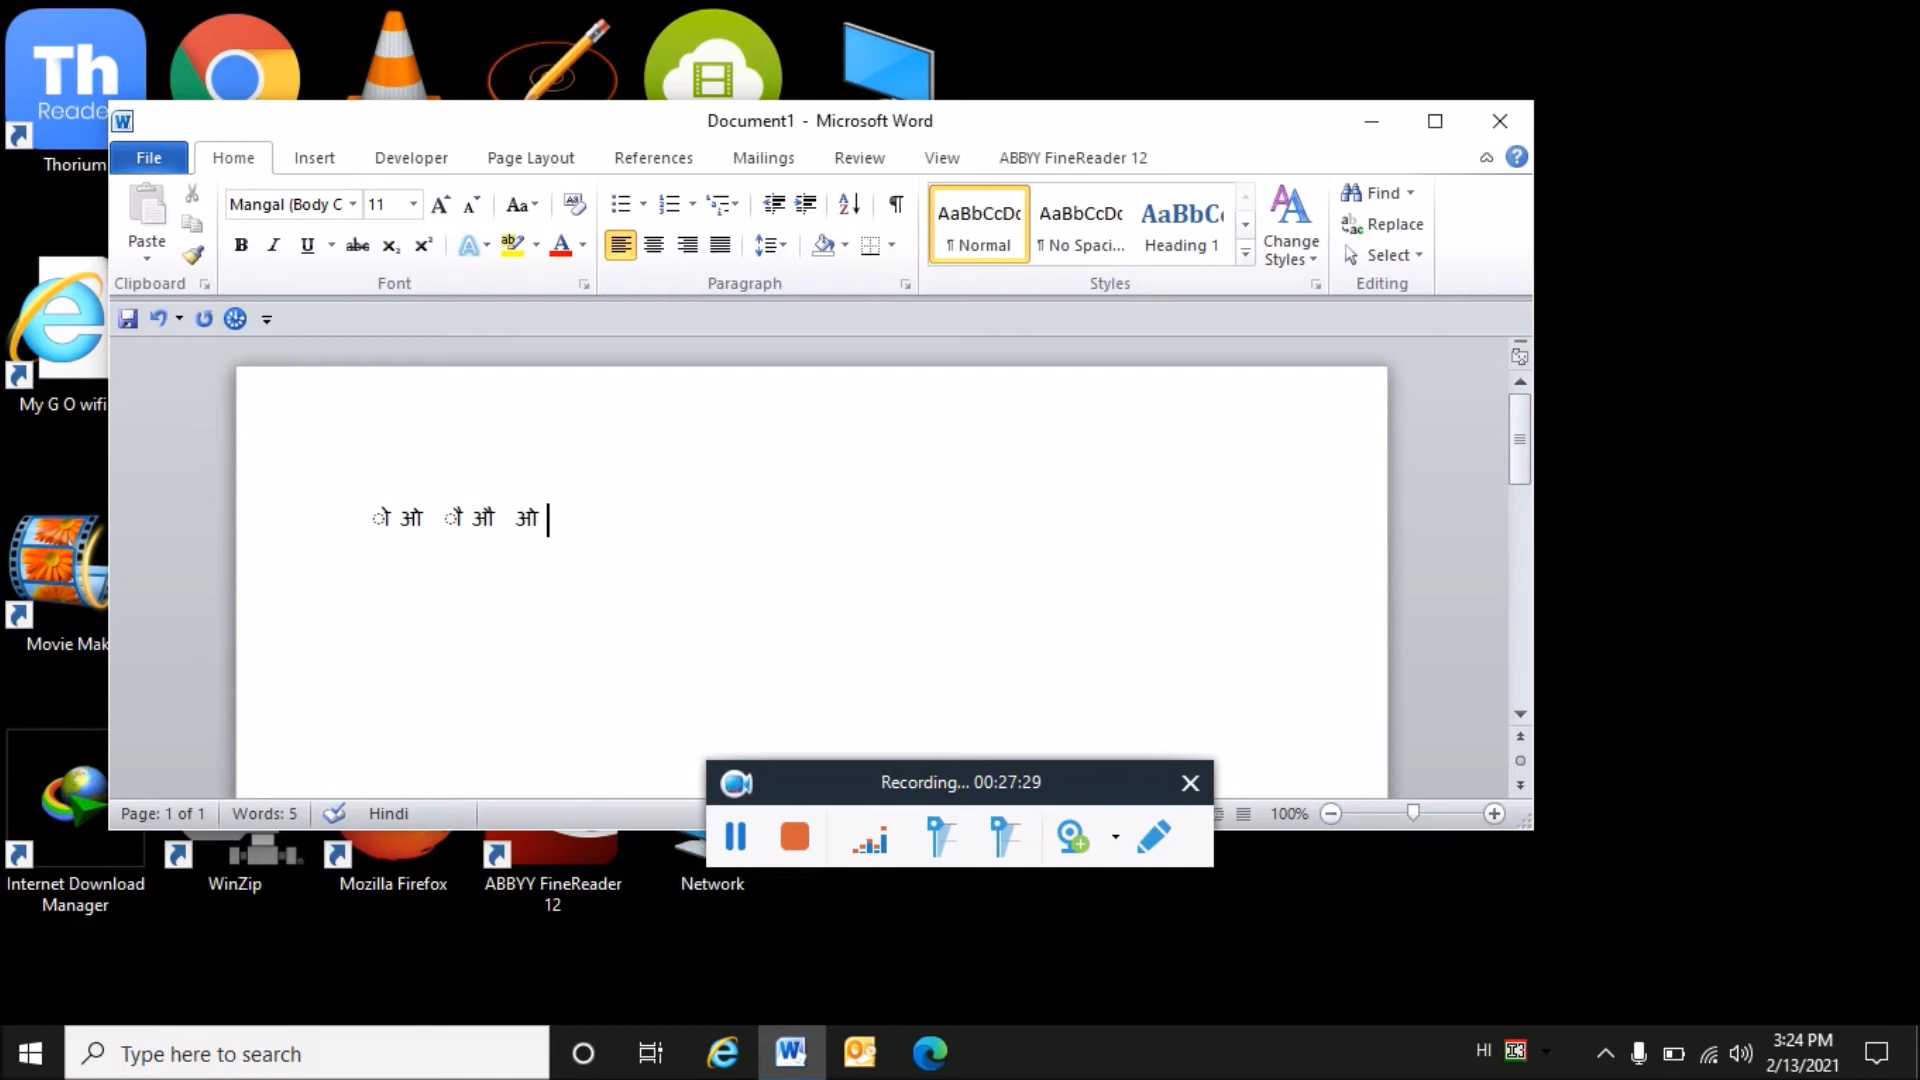 Th
Reade
Thorium
Document1 - Microsoft Word
File Home Insert Developer Page Layout References Mailings Review View ABBYY FineReader 12
Paste
Clipboard
Mangal (Body C 11
Font
Paragraph
AaBbCcDc AaBbCcDc AaBbC
¶ Normal ¶ No Spaci... Heading 1
Styles
Change Styles
Find
Replace
Select
Editing
My G O wifi
ो ओ ौ औ ओ
Movie Mak
Recording... 00:27:29
Page: 1 of 1 Words: 5 Hindi 100%
Internet Download Manager
WinZip
Mozilla Firefox
ABBYY FineReader 12
Network
Type here to search
HI
3:24 PM
2/13/2021